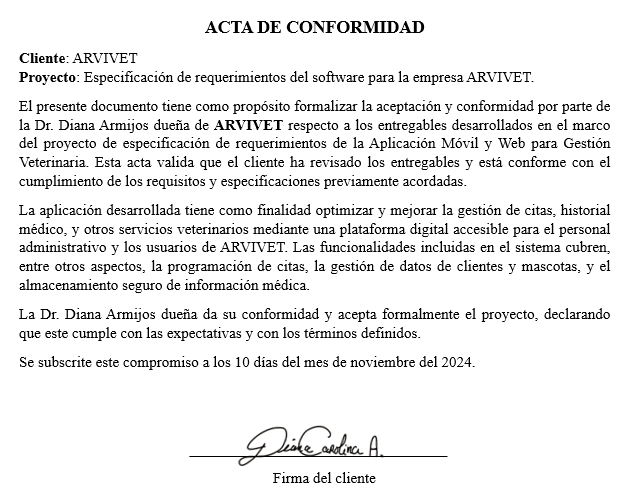 ACTA DE CONFORMIDAD
Cliente: ARVIVET
Proyecto: Especificación de requerimientos del software para la empresa ARVIVET.
El presente documento tiene como propósito formalizar la aceptación y conformidad por parte de
la Dr. Diana Armijos dueña de ARVIVET respecto a los entregables desarrollados en el marco
del proyecto de especificación de requerimientos de la Aplicación Móvil y Web para Gestión
Veterinaria. Esta acta valida que el cliente ha revisado los entregables y está conforme con el
cumplimiento de los requisitos y especificaciones previamente acordadas.
La aplicación desarrollada tiene como finalidad optimizar y mejorar la gestión de citas, historial
médico, y otros servicios veterinarios mediante una plataforma digital accesible para el personal
administrativo y los usuarios de ARVIVET. Las funcionalidades incluidas en el sistema cubren,
entre otros aspectos, la programación de citas, la gestión de datos de clientes y mascotas, y el
almacenamiento seguro de información médica.
La Dr. Diana Armijos dueña da su conformidad y acepta formalmente el proyecto, declarando
que este cumple con las expectativas y con los términos definidos.
Se subscrite este compromiso a los 10 días del mes de noviembre del 2024.
Diana Carolina A.
Firma del cliente